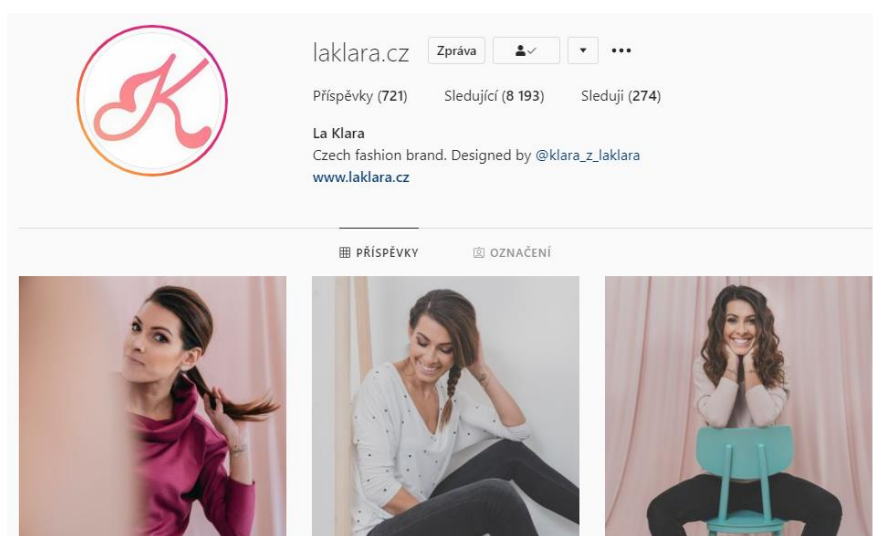 laklara.cz Zpráva
Příspěvky (721) Sledující (8 193) Sleduji (274)
La Klara
Czech fashion brand. Designed by @klara_z_laklara
www.laklara.cz
PŘÍSPĚVKY OZNAČENÍ
K